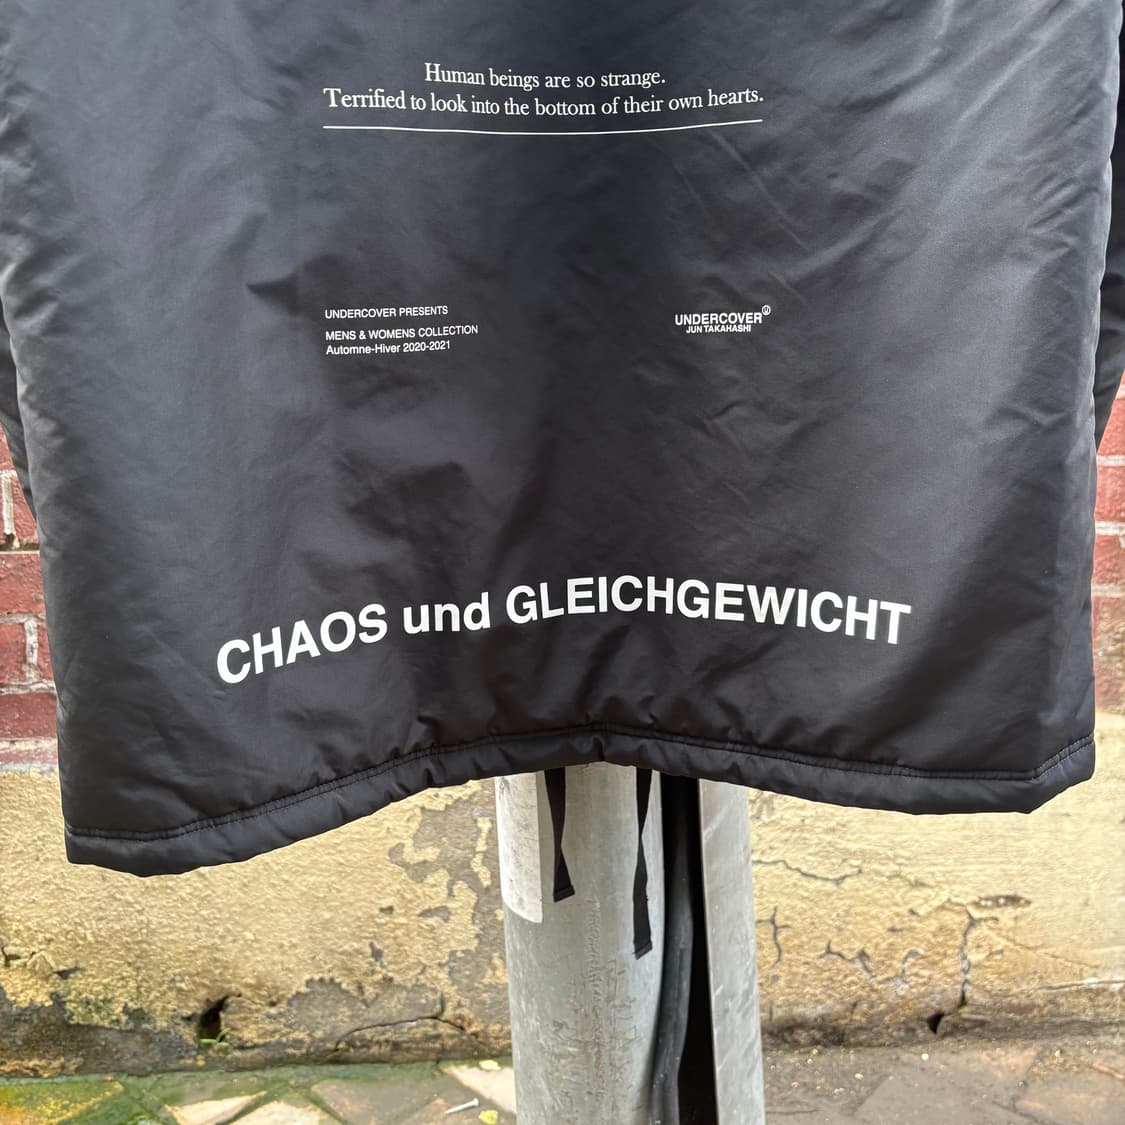 Human beings are so strange.
Terrified to look into the bottom of their own hearts.
UNDERCOVER PRESENTS
MENS & WOMENS COLLECTION
Automne-Hiver 2020-2021
UNDERCOVER
JUN TAKAHASHI
CHAOS und GLEICHGEWICHT